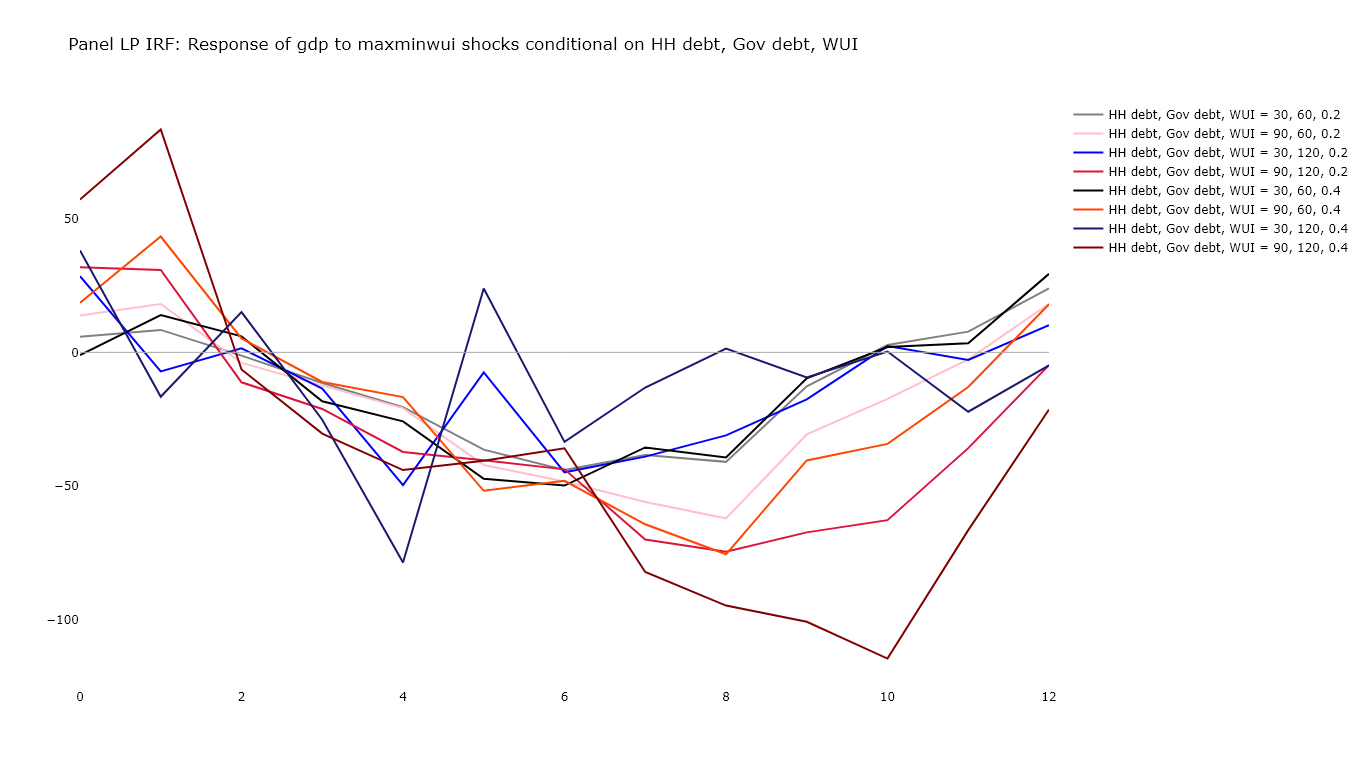 Panel LP IRF: Response of gdp to maxminwui shocks conditional on HH debt, Gov debt, WUI
HH debt, Gov debt, WUI = 30, 60, 0.2
HH debt, Gov debt, WUI = 90, 60, 0.2
HH debt, Gov debt, WUI = 30, 120, 0.2
HH debt, Gov debt, WUI = 90, 120, 0.2
HH debt, Gov debt, WUI = 30, 60, 0.4
HH debt, Gov debt, WUI = 90, 60, 0.4
HH debt, Gov debt, WUI = 30, 120, 0.4
HH debt, Gov debt, WUI = 90, 120, 0.4
50
0
−50
−100
0 2 4 6 8 10 12